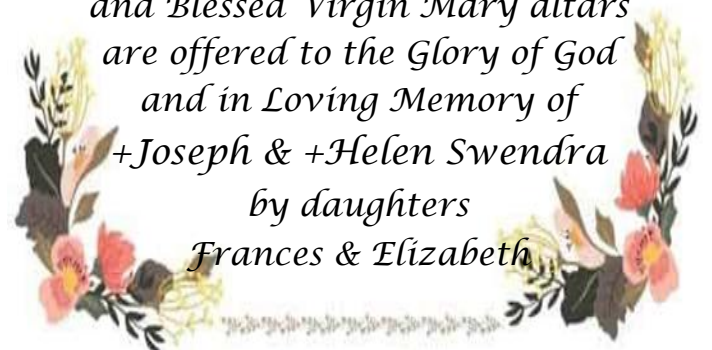 and Blessed Virgin Mary altars
are offered to the Glory of God
and in Loving Memory of
+Joseph & +Helen Swendra
by daughters
Frances & Elizabeth